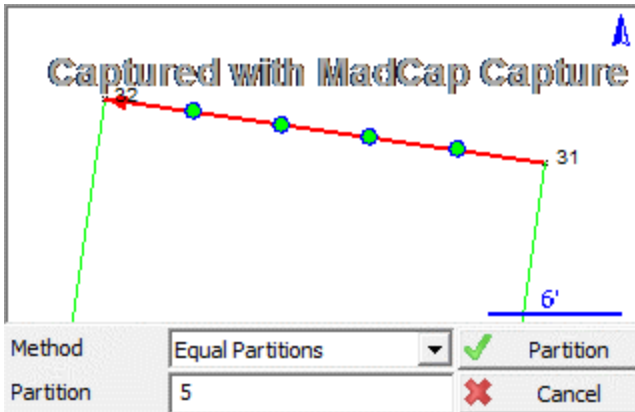 Captured with MadCap Capture
32
31
6'
Method Equal Partitions Partition
Partition 5 Cancel